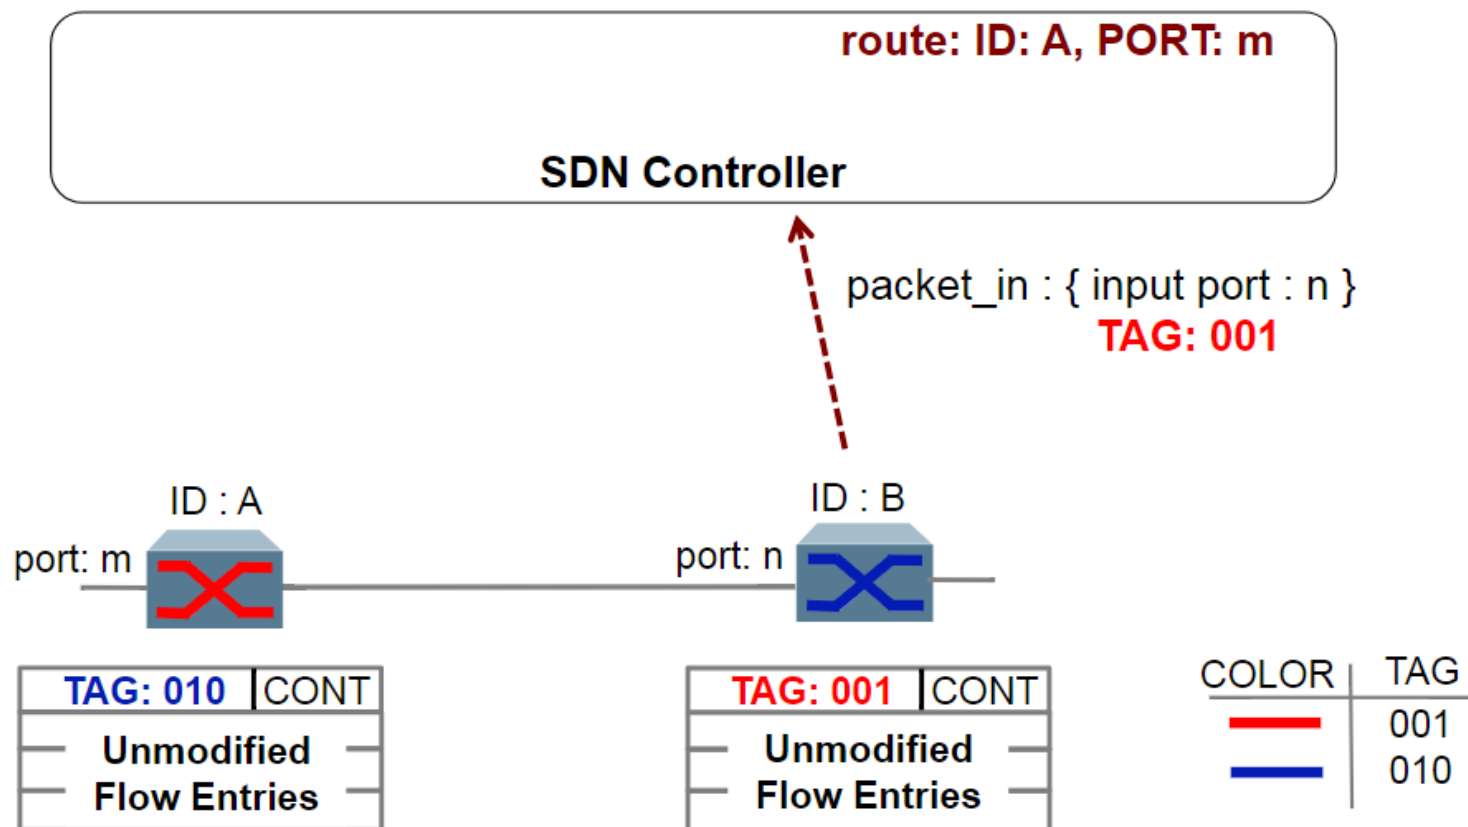 route: ID: A, PORT: m
SDN Controller
packet_in : { input port : n }
TAG: 001
ID : A
ID : B
port: m
port: n
TAG: 010 CONT
Unmodified
Flow Entries
TAG: 001 CONT
Unmodified
Flow Entries
COLOR TAG
001
010